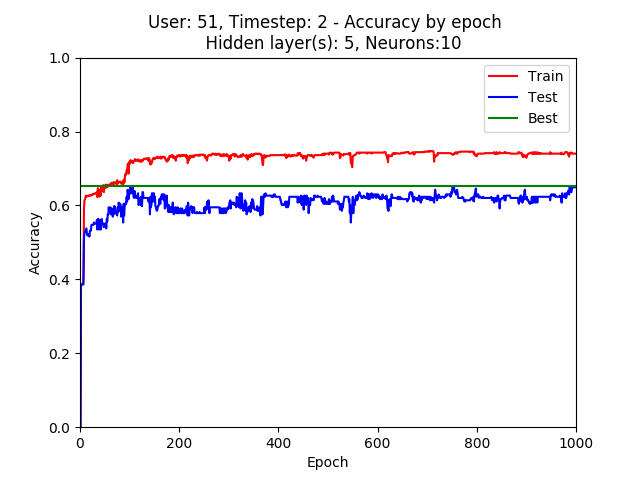 User: 51, Timestep: 2 - Accuracy by epoch
Hidden layer(s): 5, Neurons:10
1.0
0.8
0.6
0.4
0.2
0.0
Accuracy
Train
Test
Best
0
200
400
600
800
1000
Epoch